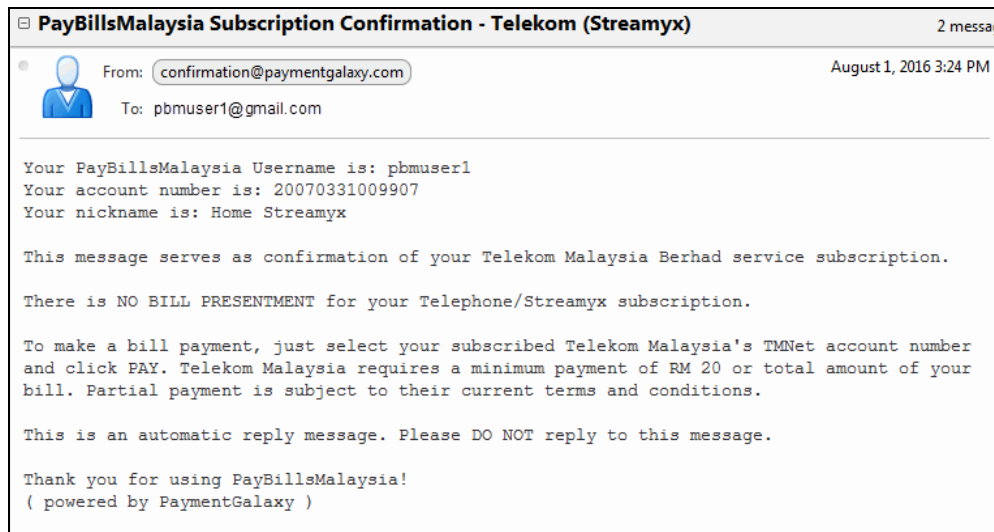 PayBillsMalaysia Subscription Confirmation - Telekom (Streamyx)
2 messa
From: confirmation@paymentgalaxy.com
August 1, 2016 3:24 PM
To: pbmuser1@gmail.com
Your PayBillsMalaysia Username is: pbmuser1
Your account number is: 20070331009907
Your nickname is: Home Streamyx
This message serves as confirmation of your Telekom Malaysia Berhad service subscription.
There is NO BILL PRESENTMENT for your Telephone/Streamyx subscription.
To make a bill payment, just select your subscribed Telekom Malaysia's TMNet account number
and click PAY. Telekom Malaysia requires a minimum payment of RM 20 or total amount of your
bill. Partial payment is subject to their current terms and conditions.
This is an automatic reply message. Please DO NOT reply to this message.
Thank you for using PayBillsMalaysia!
( powered by PaymentGalaxy )